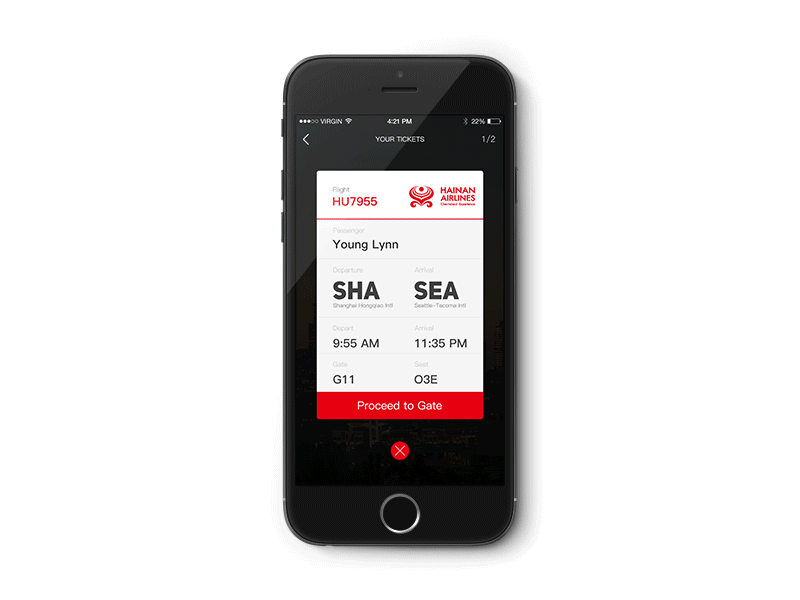 VIRGIN 4:21 PM 22%
YOUR TICKETS 1/2
Flight
HU7955
HAINAN
AIRLINES
Cherished Experience
Passenger
Young Lynn
Departure Arrival
SHA SEA
Shanghai Hongqiao Intl Seattle-Tacoma Intl
Depart Arrival
9:55 AM 11:35 PM
Gate Seat
G11 O3E
Proceed to Gate